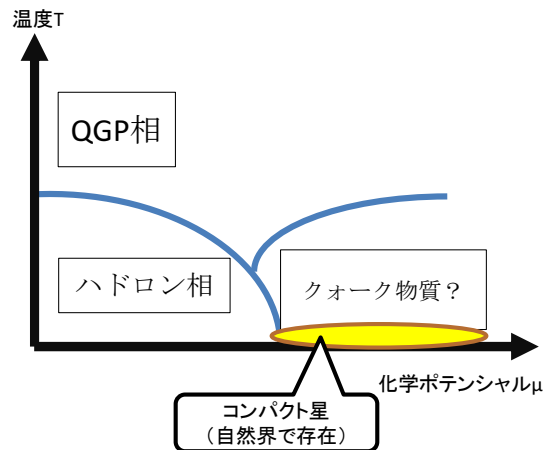 温度T
QGP相
ハドロン相
クォーク物質？
化学ポテンシャルμ
コンパクト星
（自然界で存在）